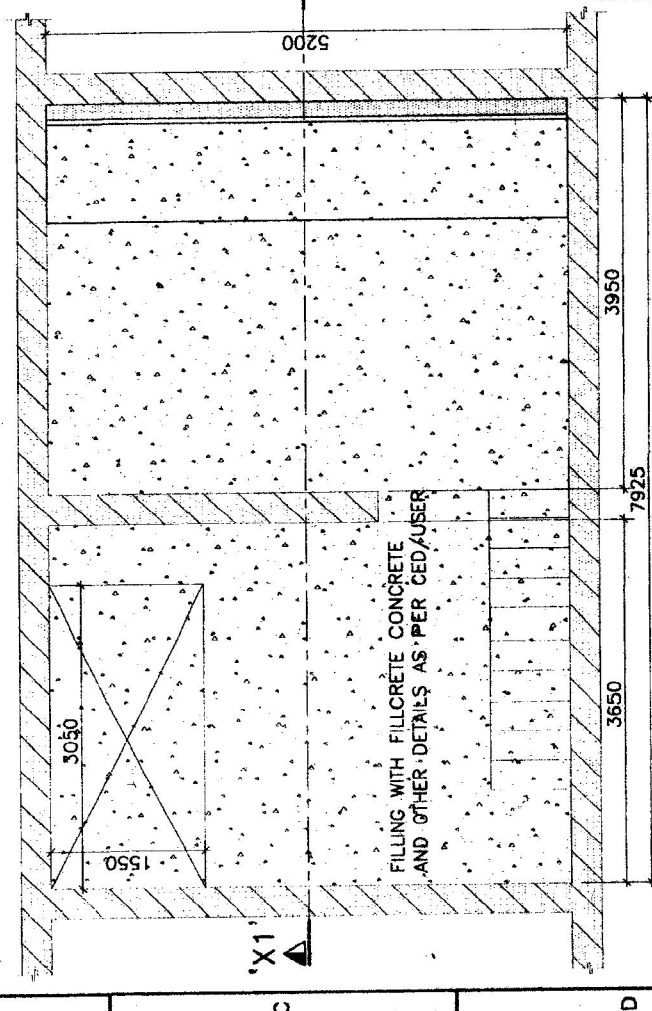 5200
3950
7925
3650
3050
1550
FILLING WITH FILLCRETE CONCRETE
AND OTHER DETAILS AS PER CED/USER
'X1'
C
D